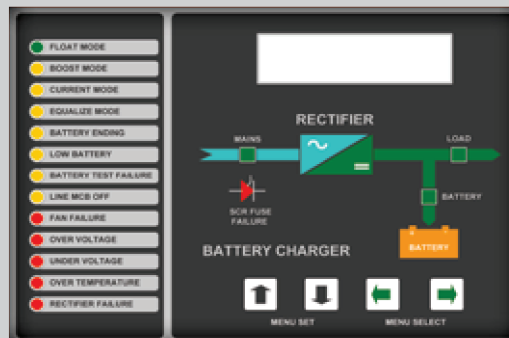 FLOAT MODE
BOOST MODE
CURRENT MODE
EQUALIZE MODE
BATTERY ENDING
LOW BATTERY
BATTERY TEST FAILURE
LINE MCB OFF
FAN FAILURE
OVER VOLTAGE
UNDER VOLTAGE
OVER TEMPERATURE
RECTIFIER FAILURE
RECTIFIER
MAINS
LOAD
SCR FUSE
FAILURE
BATTERY
BATTERY CHARGER
BATTERY
MENU SET
MENU SELECT